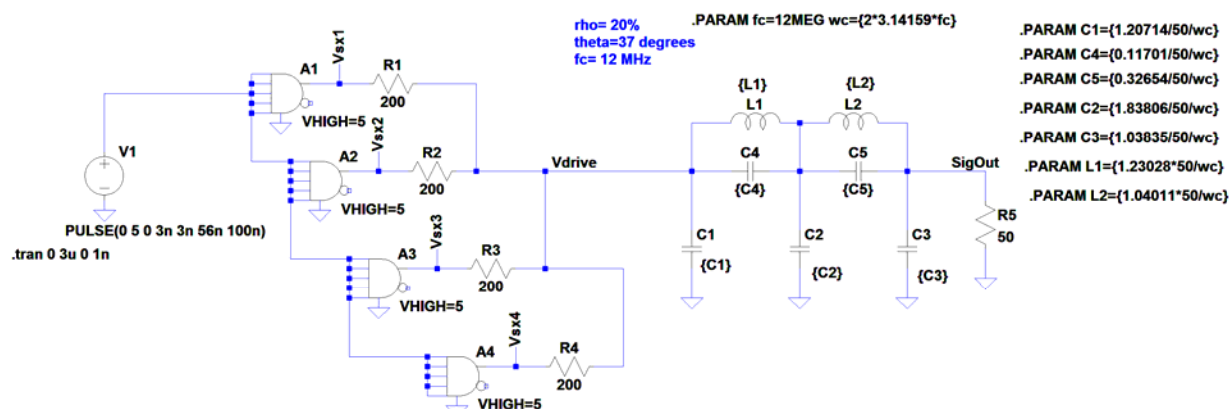 rho= 20%
theta=37 degrees
fc= 12 MHz
.PARAM fc=12MEG wc={2*3.14159*fc}
.PARAM C1={1.20714/50/wc}
.PARAM C4={0.11701/50/wc}
.PARAM C5={0.32654/50/wc}
.PARAM C2={1.83806/50/wc}
.PARAM C3={1.03835/50/wc}
.PARAM L1={1.23028*50/wc}
.PARAM L2={1.04011*50/wc}
V1
PULSE(0 5 0 3n 3n 56n 100n)
.tran 0 3u 0 1n
A1
VHIGH=5
Vsx1
R1
200
A2
VHIGH=5
Vsx2
R2
200
A3
VHIGH=5
Vsx3
R3
200
A4
VHIGH=5
Vsx4
R4
200
Vdrive
{L1}
L1
{L2}
L2
C4
{C4}
C5
{C5}
C1
{C1}
C2
{C2}
C3
{C3}
SigOut
R5
50